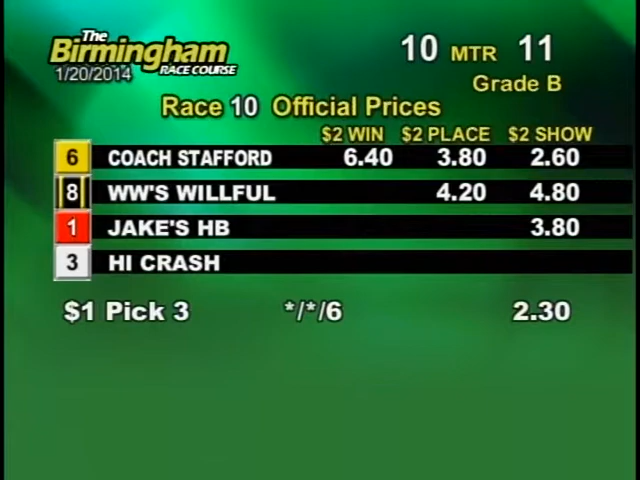 The
Birmingham
RACE COURSE
1/20/2014
10 MTR 11
Grade B
Race 10 Official Prices
$2 WIN $2 PLACE $2 SHOW
6 COACH STAFFORD 6.40 3.80 2.60
8 WW'S WILLFUL 4.20 4.80
1 JAKE'S HB 3.80
3 HI CRASH
$1 Pick 3 */*/6 2.30